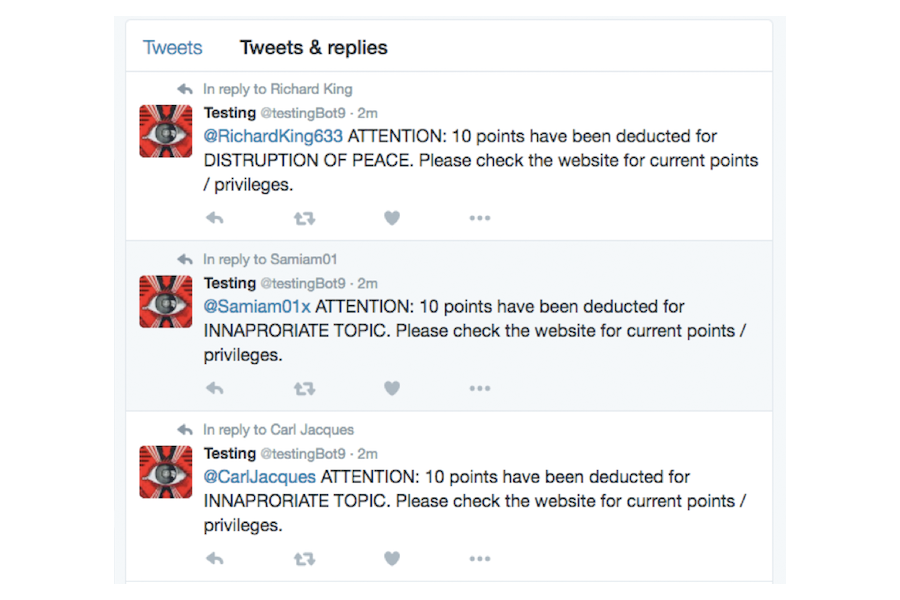 Tweets Tweets & replies
In reply to Richard King
Testing @testingBot9 · 2m
@RichardKing633 ATTENTION: 10 points have been deducted for
DISTRUPTION OF PEACE. Please check the website for current points
/ privileges.
In reply to Samiam01
Testing @testingBot9 · 2m
@Samiam01x ATTENTION: 10 points have been deducted for
INNAPRORIATE TOPIC. Please check the website for current points /
privileges.
In reply to Carl Jacques
Testing @testingBot9 · 2m
@CarlJacques ATTENTION: 10 points have been deducted for
INNAPRORIATE TOPIC. Please check the website for current points /
privileges.